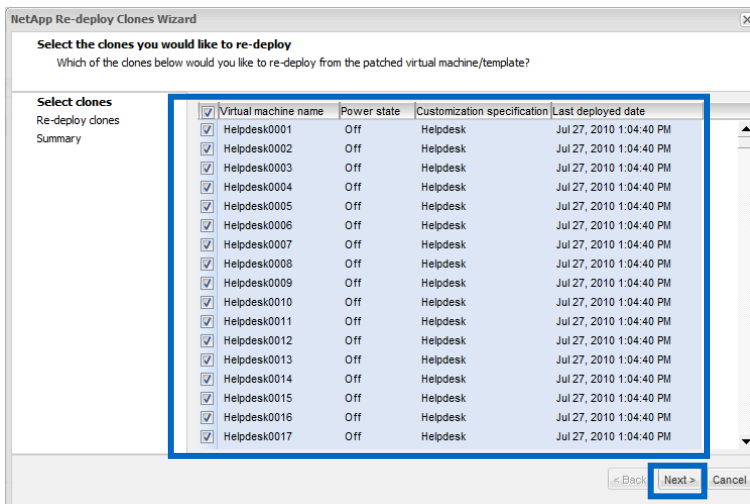 NetApp Re-deploy Clones Wizard
Select the clones you would like to re-deploy
Which of the clones below would you like to re-deploy from the patched virtual machine/template?
Select clones
Re-deploy clones
Summary
Virtual machine name Power state Customization specification Last deployed date
Helpdesk0001 Off Helpdesk Jul 27, 2010 1:04:40 PM
Helpdesk0002 Off Helpdesk Jul 27, 2010 1:04:40 PM
Helpdesk0003 Off Helpdesk Jul 27, 2010 1:04:40 PM
Helpdesk0004 Off Helpdesk Jul 27, 2010 1:04:40 PM
Helpdesk0005 Off Helpdesk Jul 27, 2010 1:04:40 PM
Helpdesk0006 Off Helpdesk Jul 27, 2010 1:04:40 PM
Helpdesk0007 Off Helpdesk Jul 27, 2010 1:04:40 PM
Helpdesk0008 Off Helpdesk Jul 27, 2010 1:04:40 PM
Helpdesk0009 Off Helpdesk Jul 27, 2010 1:04:40 PM
Helpdesk0010 Off Helpdesk Jul 27, 2010 1:04:40 PM
Helpdesk0011 Off Helpdesk Jul 27, 2010 1:04:40 PM
Helpdesk0012 Off Helpdesk Jul 27, 2010 1:04:40 PM
Helpdesk0013 Off Helpdesk Jul 27, 2010 1:04:40 PM
Helpdesk0014 Off Helpdesk Jul 27, 2010 1:04:40 PM
Helpdesk0015 Off Helpdesk Jul 27, 2010 1:04:40 PM
Helpdesk0016 Off Helpdesk Jul 27, 2010 1:04:40 PM
Helpdesk0017 Off Helpdesk Jul 27, 2010 1:04:40 PM
< Back Next > Cancel